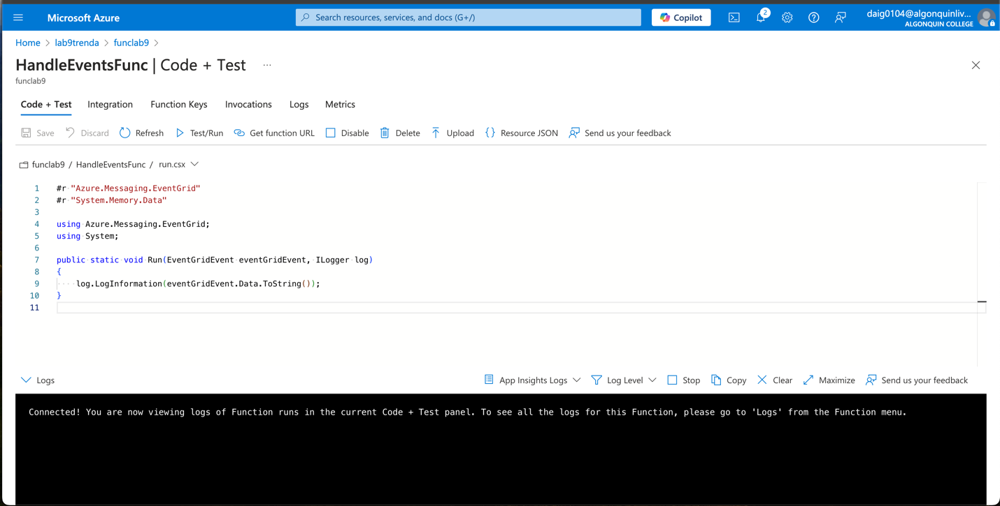 Microsoft Azure
Search resources, services, and docs (G+/)
Copilot
2
daig0104@algonquinliv...
ALGONQUIN COLLEGE
Home > lab9trenda > funclab9 >
HandleEventsFunc | Code + Test ...
funclab9
Code + Test Integration Function Keys Invocations Logs Metrics
Save Discard Refresh Test/Run Get function URL Disable Delete Upload Resource JSON Send us your feedback
funclab9 / HandleEventsFunc / run.csx
1 #r "Azure.Messaging.EventGrid"
2 #r "System.Memory.Data"
3
4 using Azure.Messaging.EventGrid;
5 using System;
6
7 public static void Run(EventGridEvent eventGridEvent, ILogger log)
8 {
9 log.LogInformation(eventGridEvent.Data.ToString());
10 }
11
Logs App Insights Logs Log Level Stop Copy Clear Maximize Send us your feedback
Connected! You are now viewing logs of Function runs in the current Code + Test panel. To see all the logs for this Function, please go to 'Logs' from the Function menu.